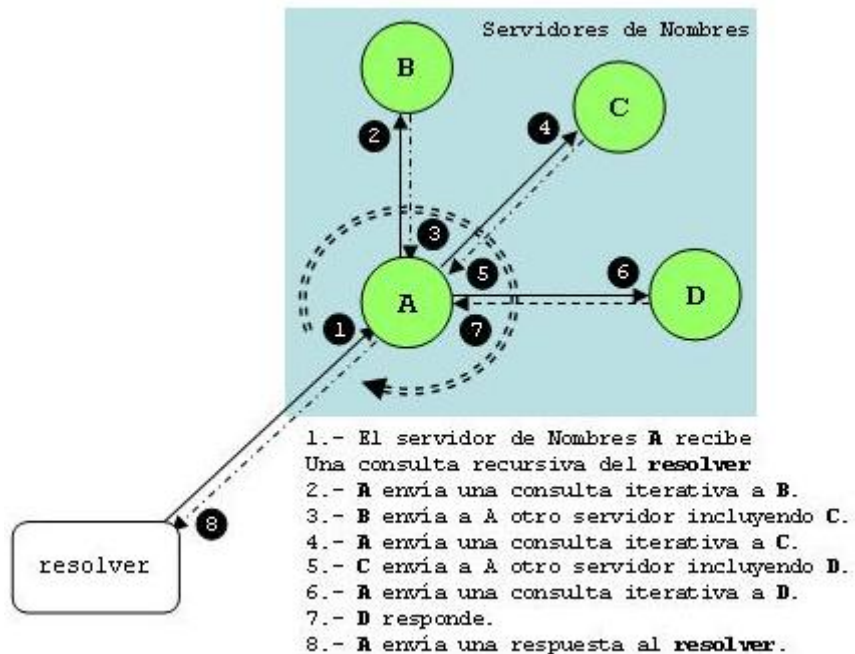 Servidores de Nombres
B
C
2
4
3
5
6
A
D
1
7
8
resolver
1.- El servidor de Nombres A recibe
Una consulta recursiva del resolver
2.- A envía una consulta iterativa a B.
3.- B envía a A otro servidor incluyendo C.
4.- A envía una consulta iterativa a C.
5.- C envía a A otro servidor incluyendo D.
6.- A envía una consulta iterativa a D.
7.- D responde.
8.- A envía una respuesta al resolver.